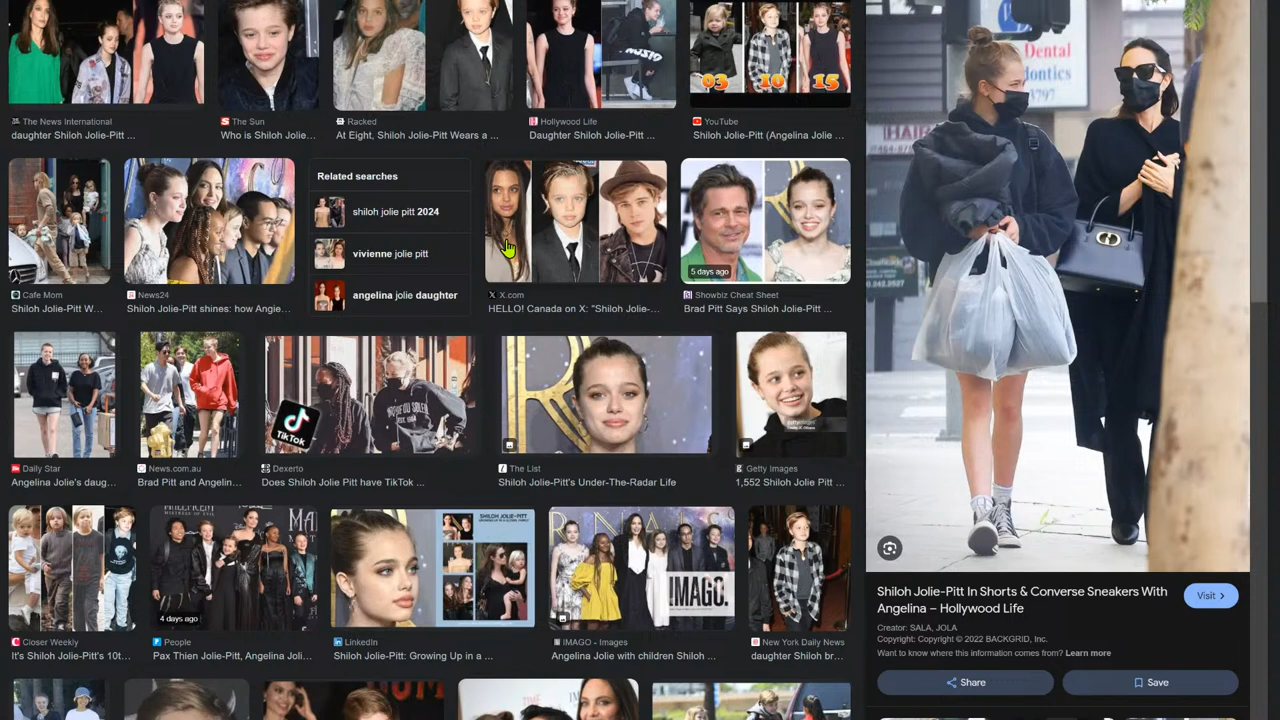 Dental
dontics
3797
HAIR
03
10
15
The News International
daughter Shiloh Jolie-Pitt ...
The Sun
Who is Shiloh Jolie...
Racked
At Eight, Shiloh Jolie-Pitt Wears a ...
Hollywood Life
Daughter Shiloh Jolie-Pitt ...
YouTube
Shiloh Jolie-Pitt (Angelina Jolie ...
Related searches
shiloh jolie pitt 2024
vivienne jolie pitt
angelina jolie daughter
5 days ago
Cafe Mom
Shiloh Jolie-Pitt W...
News24
Shiloh Jolie-Pitt shines: how Angie...
X.com
HELLO! Canada on X: "Shiloh Jolie-...
Showbiz Cheat Sheet
Brad Pitt Says Shiloh Jolie-Pitt ...
TikTok
Daily Star
Angelina Jolie's daug...
News.com.au
Brad Pitt and Angelin...
Dexerto
Does Shiloh Jolie Pitt have TikTok ...
The List
Shiloh Jolie-Pitt's Under-The-Radar Life
Getty Images
1,552 Shiloh Jolie Pitt ...
4 days ago
IMAGO.
Closer Weekly
It's Shiloh Jolie-Pitt's 10t...
People
Pax Thien Jolie-Pitt, Angelina Joli...
LinkedIn
Shiloh Jolie-Pitt: Growing Up in a ...
IMAGO - Images
Angelina Jolie with children Shiloh ...
New York Daily News
daughter Shiloh br...
Shiloh Jolie-Pitt In Shorts & Converse Sneakers With
Angelina – Hollywood Life
Visit
Creator: SALA, JOLA
Copyright: Copyright © 2022 BACKGRID, Inc.
Want to know where this information comes from? Learn more
Share
Save